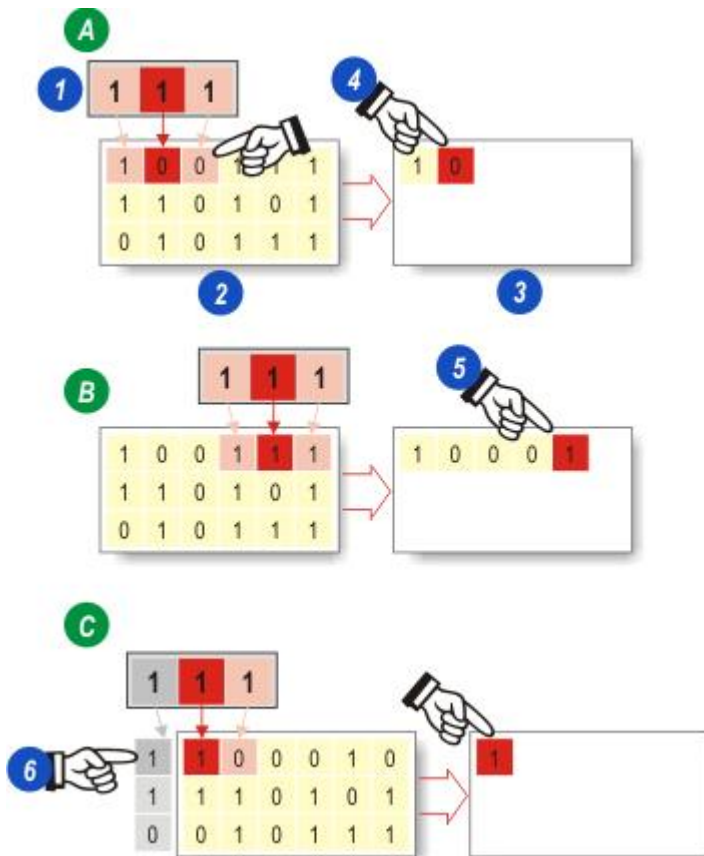 A
1
1 1 1
4
1 0 0 1 1 1
1 1 0 1 0 1
0 1 0 1 1 1
1 0
2
3
B
1 1 1
5
1 0 0 1 1 1
1 1 0 1 0 1
0 1 0 1 1 1
1 0 0 0 1
C
1 1 1
6
1 1 0 0 0 1 0
1 1 1 0 1 0 1
0 0 1 0 1 1 1
1